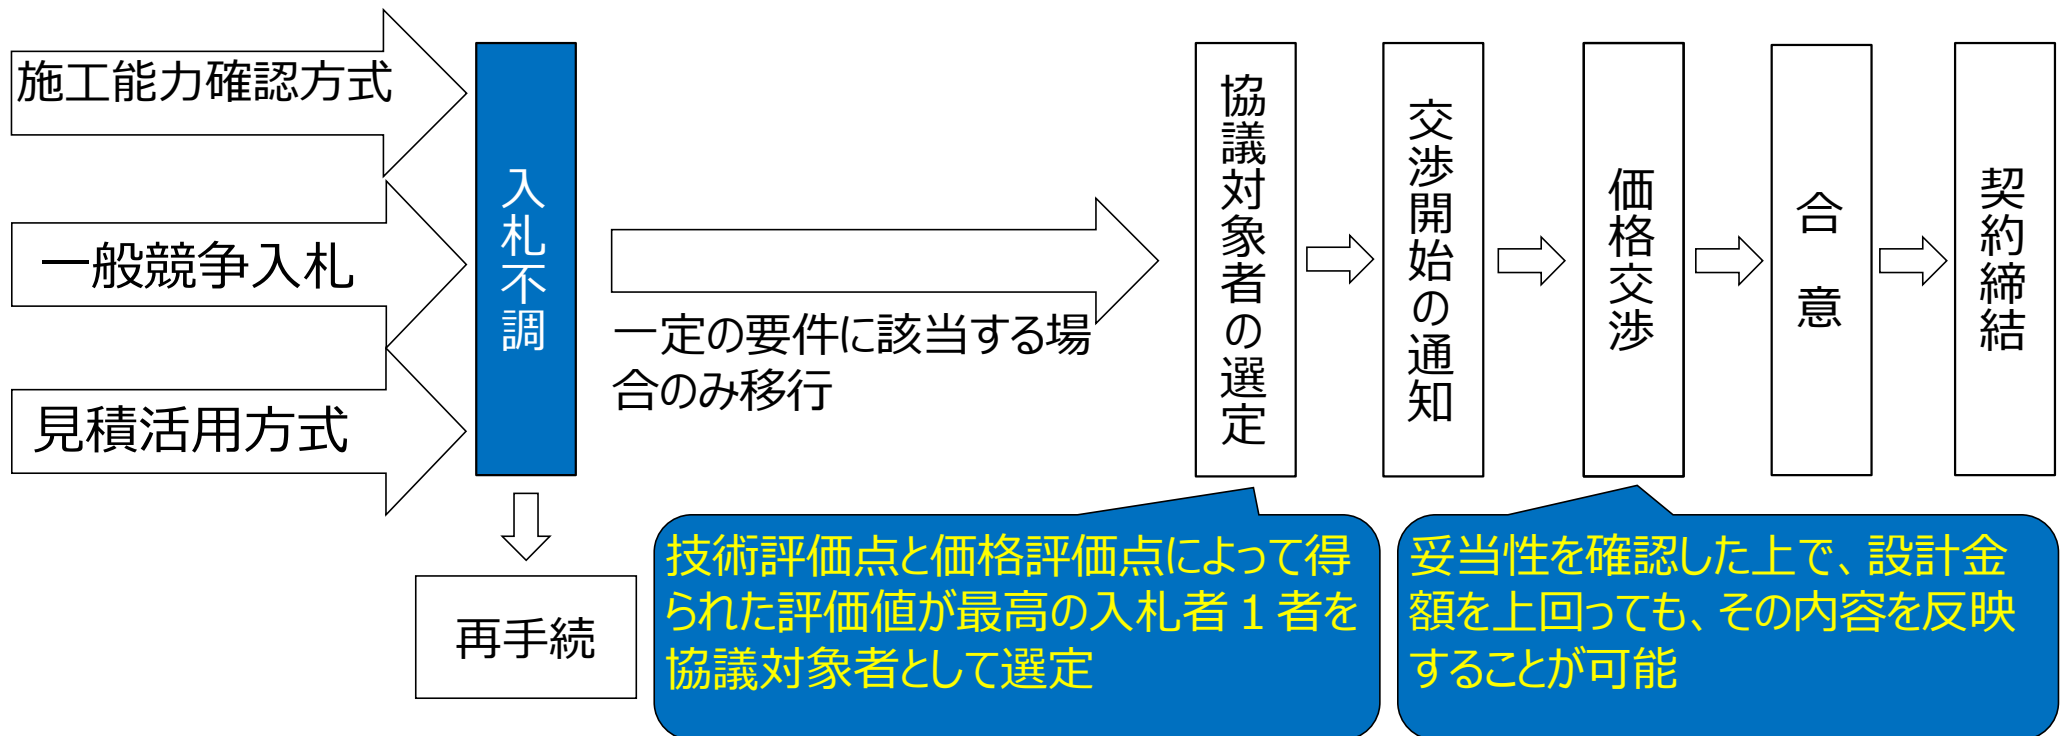 施工能力確認方式
一般競争入札
見積活用方式
入札不調
再手続
一定の要件に該当する場
合のみ移行
協議対象者の選定
交渉開始の通知
価格交渉
合意
契約締結
技術評価点と価格評価点によって得
られた評価値が最高の入札者１者を
協議対象者として選定
妥当性を確認した上で、設計金
額を上回っても、その内容を反映
することが可能